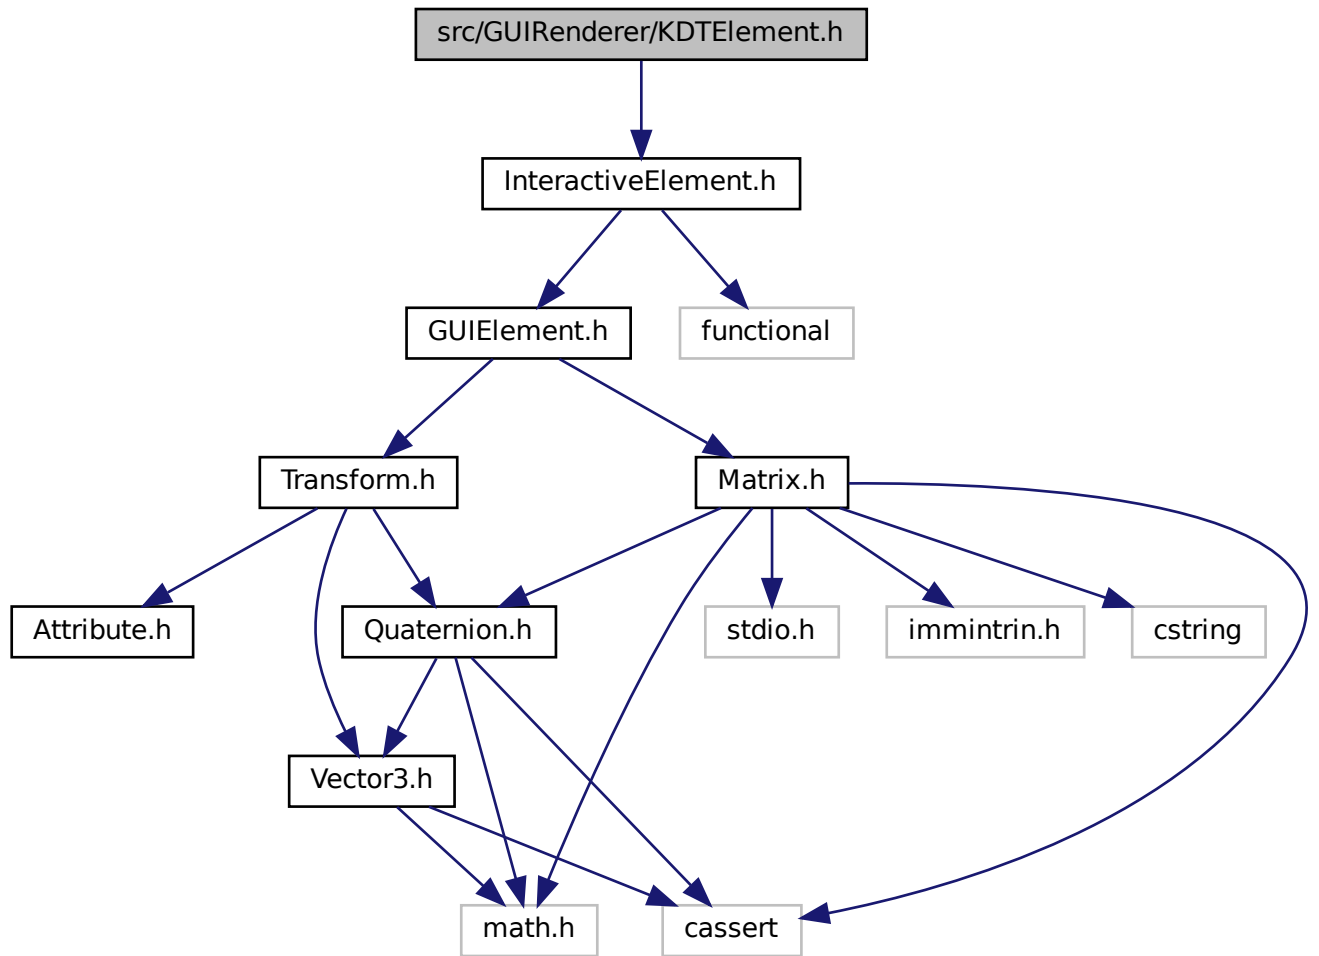 src/GUIRenderer/KDTElement.h
InteractiveElement.h
GUIElement.h
functional
Transform.h
Matrix.h
Attribute.h
Quaternion.h
stdio.h
immintrin.h
cstring
Vector3.h
math.h
cassert